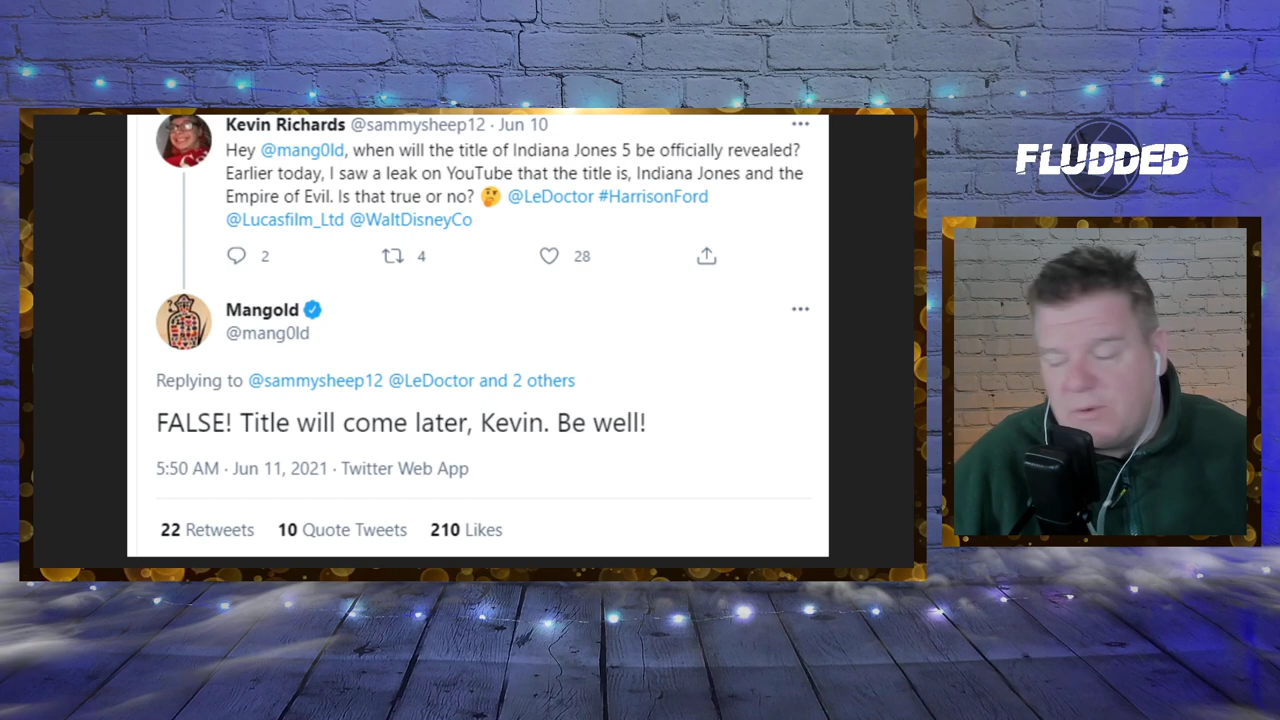 Kevin Richards @sammysheep12 · Jun 10
Hey @mang0ld, when will the title of Indiana Jones 5 be officially revealed?
Earlier today, I saw a leak on YouTube that the title is, Indiana Jones and the
Empire of Evil. Is that true or no? 🤔 @LeDoctor #HarrisonFord
@Lucasfilm_Ltd @WaltDisneyCo
2 4 28
Mangold
@mang0ld
Replying to @sammysheep12 @LeDoctor and 2 others
FALSE! Title will come later, Kevin. Be well!
5:50 AM · Jun 11, 2021 · Twitter Web App
22 Retweets 10 Quote Tweets 210 Likes
FLUDDED